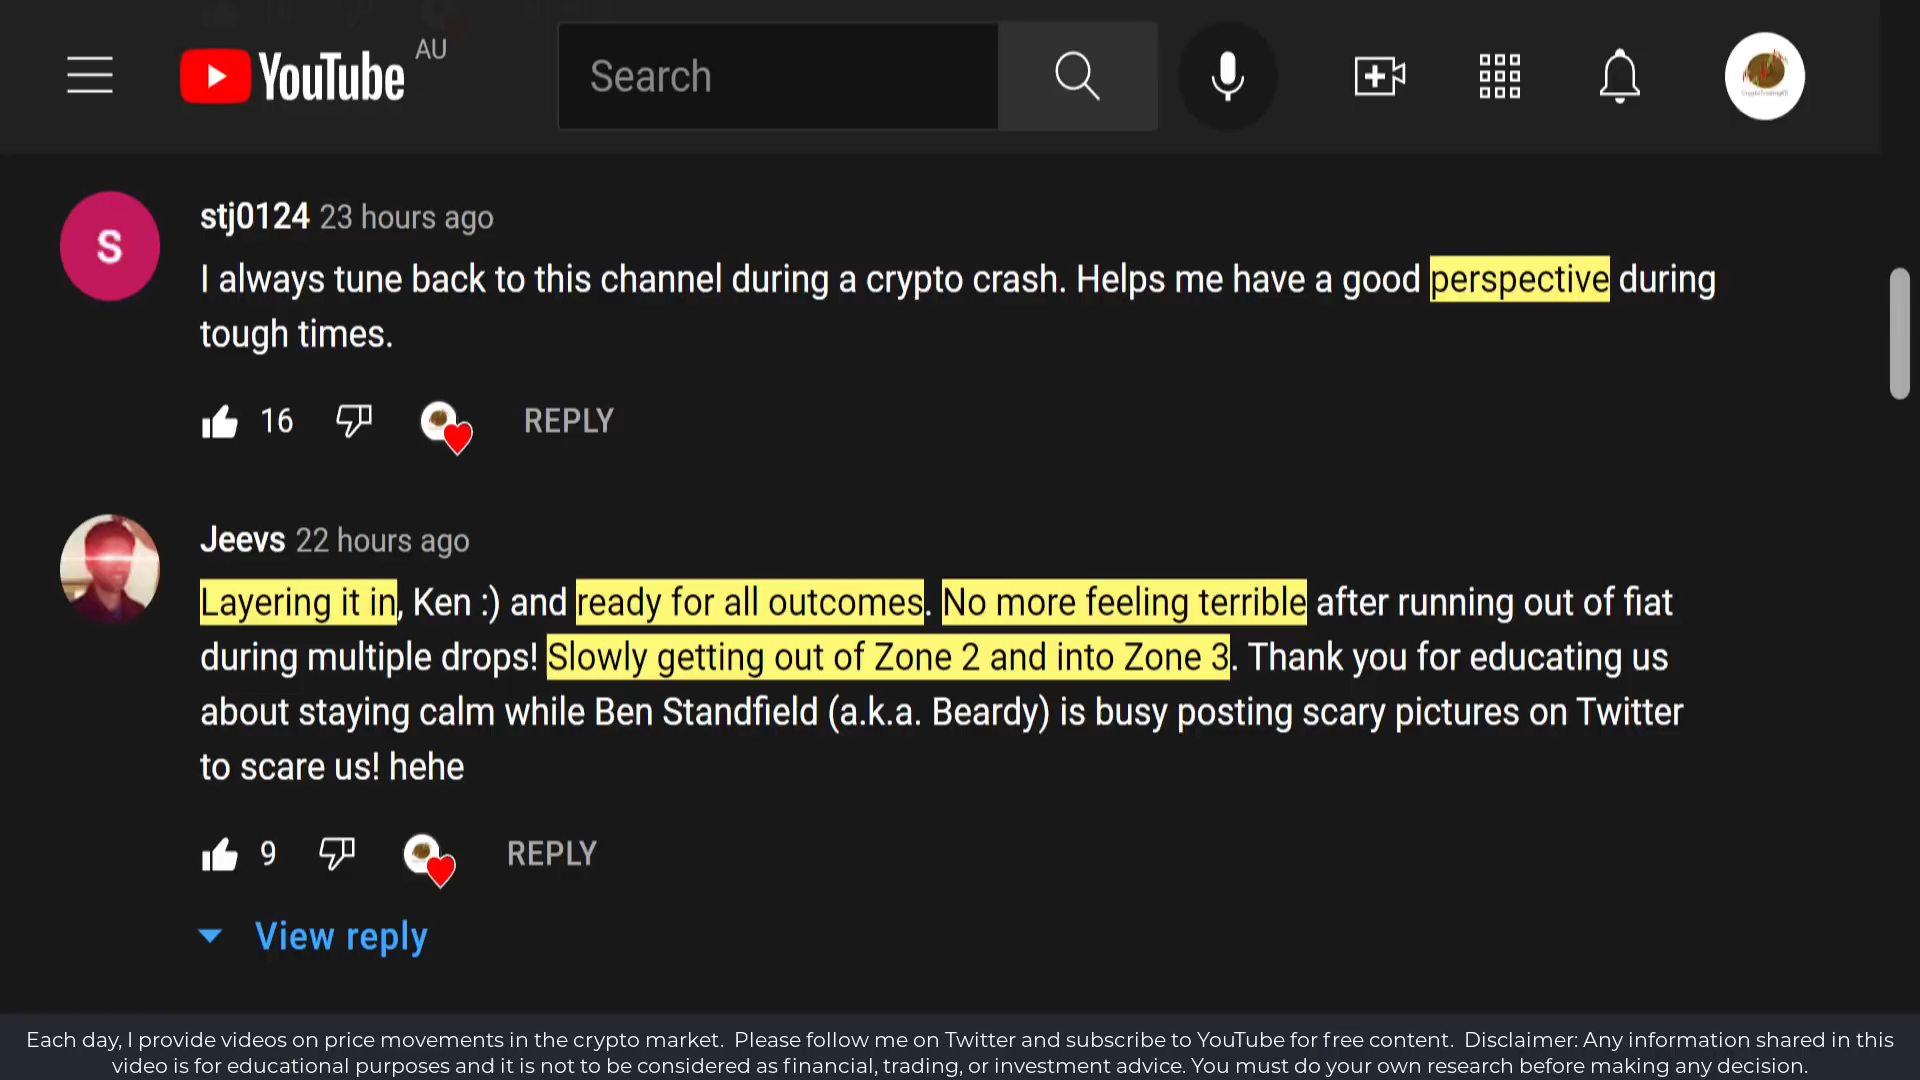 YouTube AU
Search
stj0124 23 hours ago
I always tune back to this channel during a crypto crash. Helps me have a good perspective during
tough times.
16 REPLY
S
Jeevs 22 hours ago
Layering it in, Ken :) and ready for all outcomes. No more feeling terrible after running out of fiat
during multiple drops! Slowly getting out of Zone 2 and into Zone 3. Thank you for educating us
about staying calm while Ben Standfield (a.k.a. Beardy) is busy posting scary pictures on Twitter
to scare us! hehe
9 REPLY
View reply
Each day, I provide videos on price movements in the crypto market. Please follow me on Twitter and subscribe to YouTube for free content. Disclaimer: Any information shared in this
video is for educational purposes and it is not to be considered as financial, trading, or investment advice. You must do your own research before making any decision.